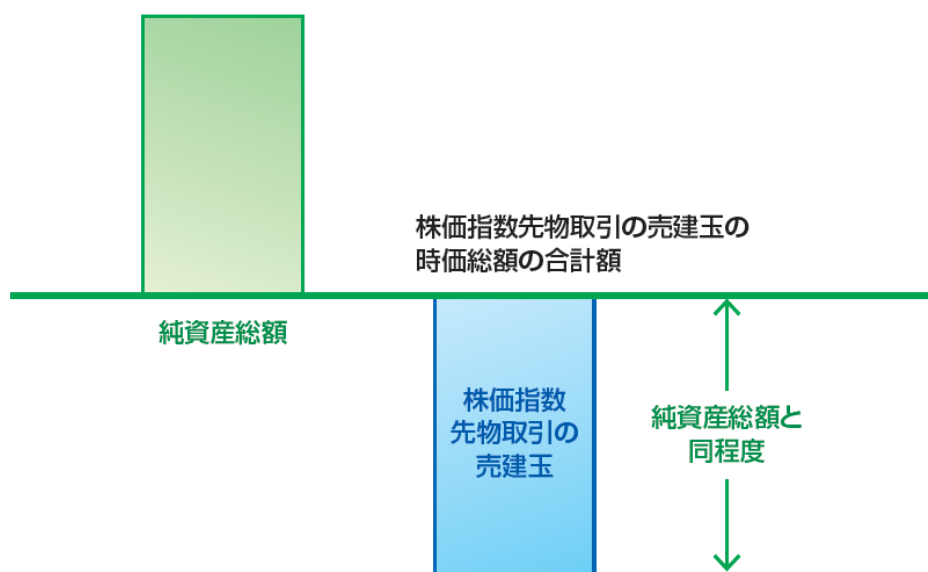 株価指数先物取引の売建玉の
時価総額の合計額
純資産総額
株価指数
先物取引の
売建玉
純資産総額と
同程度